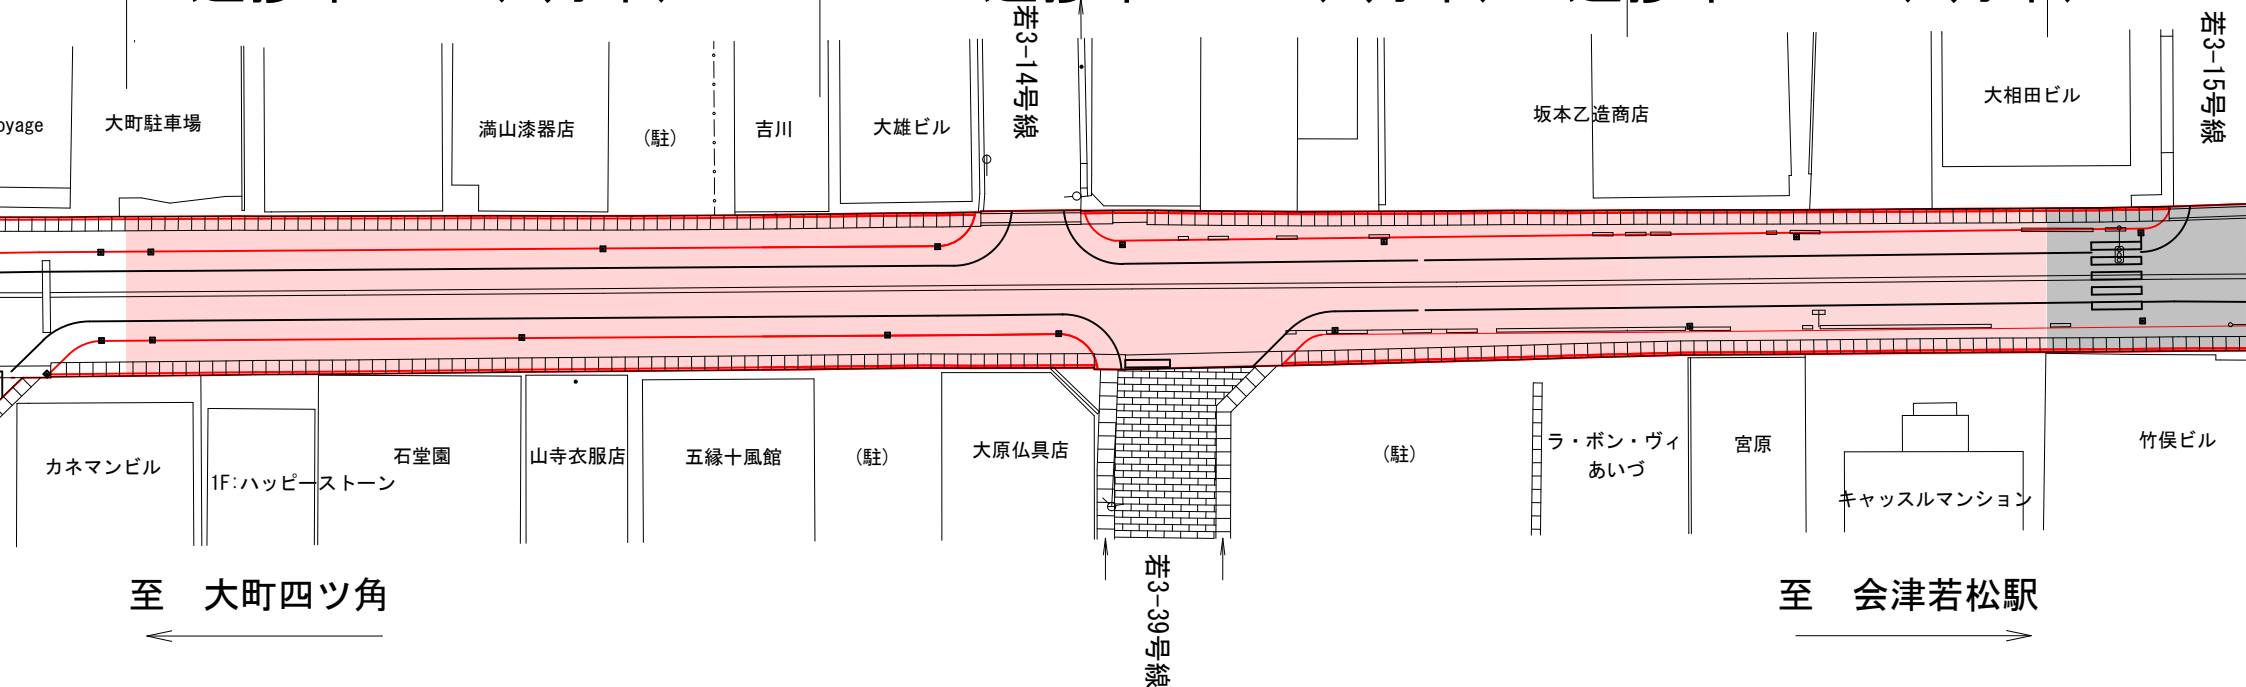 若3-14号線
若3-15号線
oyage
大町駐車場
満山漆器店
(駐)
吉川
大雄ビル
坂本乙造商店
大相田ビル
カネマンビル
1F:ハッピーストーン
石堂園
山寺衣服店
五縁十風館
(駐)
大原仏具店
(駐)
ラ・ボン・ヴィ
あいづ
宮原
キャッスルマンション
竹俣ビル
若3-39号線
至 大町四ツ角
至 会津若松駅